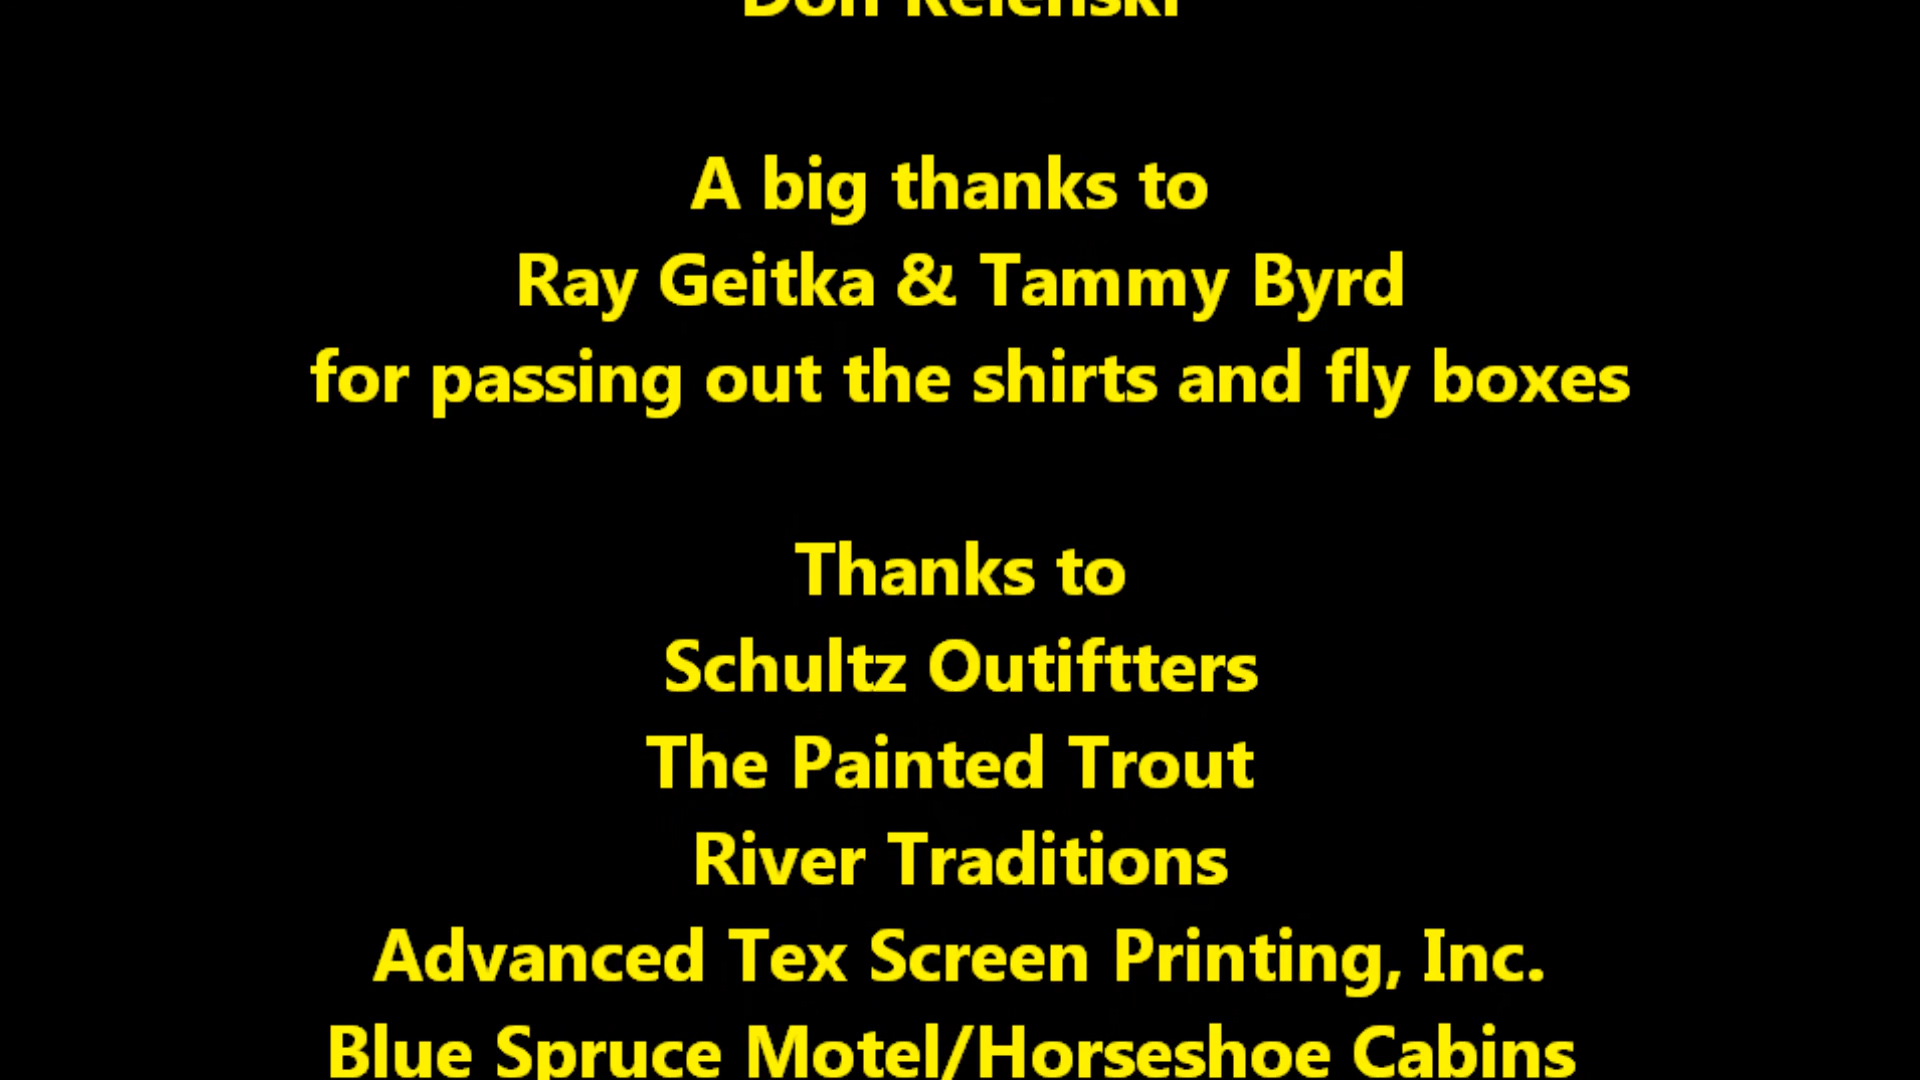 Don
A big thanks to
Ray Geitka & Tammy Byrd
for passing out the shirts and fly boxes
Thanks to
Schultz Outiftters
The Painted Trout
River Traditions
Advanced Tex Screen Printing, Inc.
Blue Spruce Motel/Horseshoe Cabins